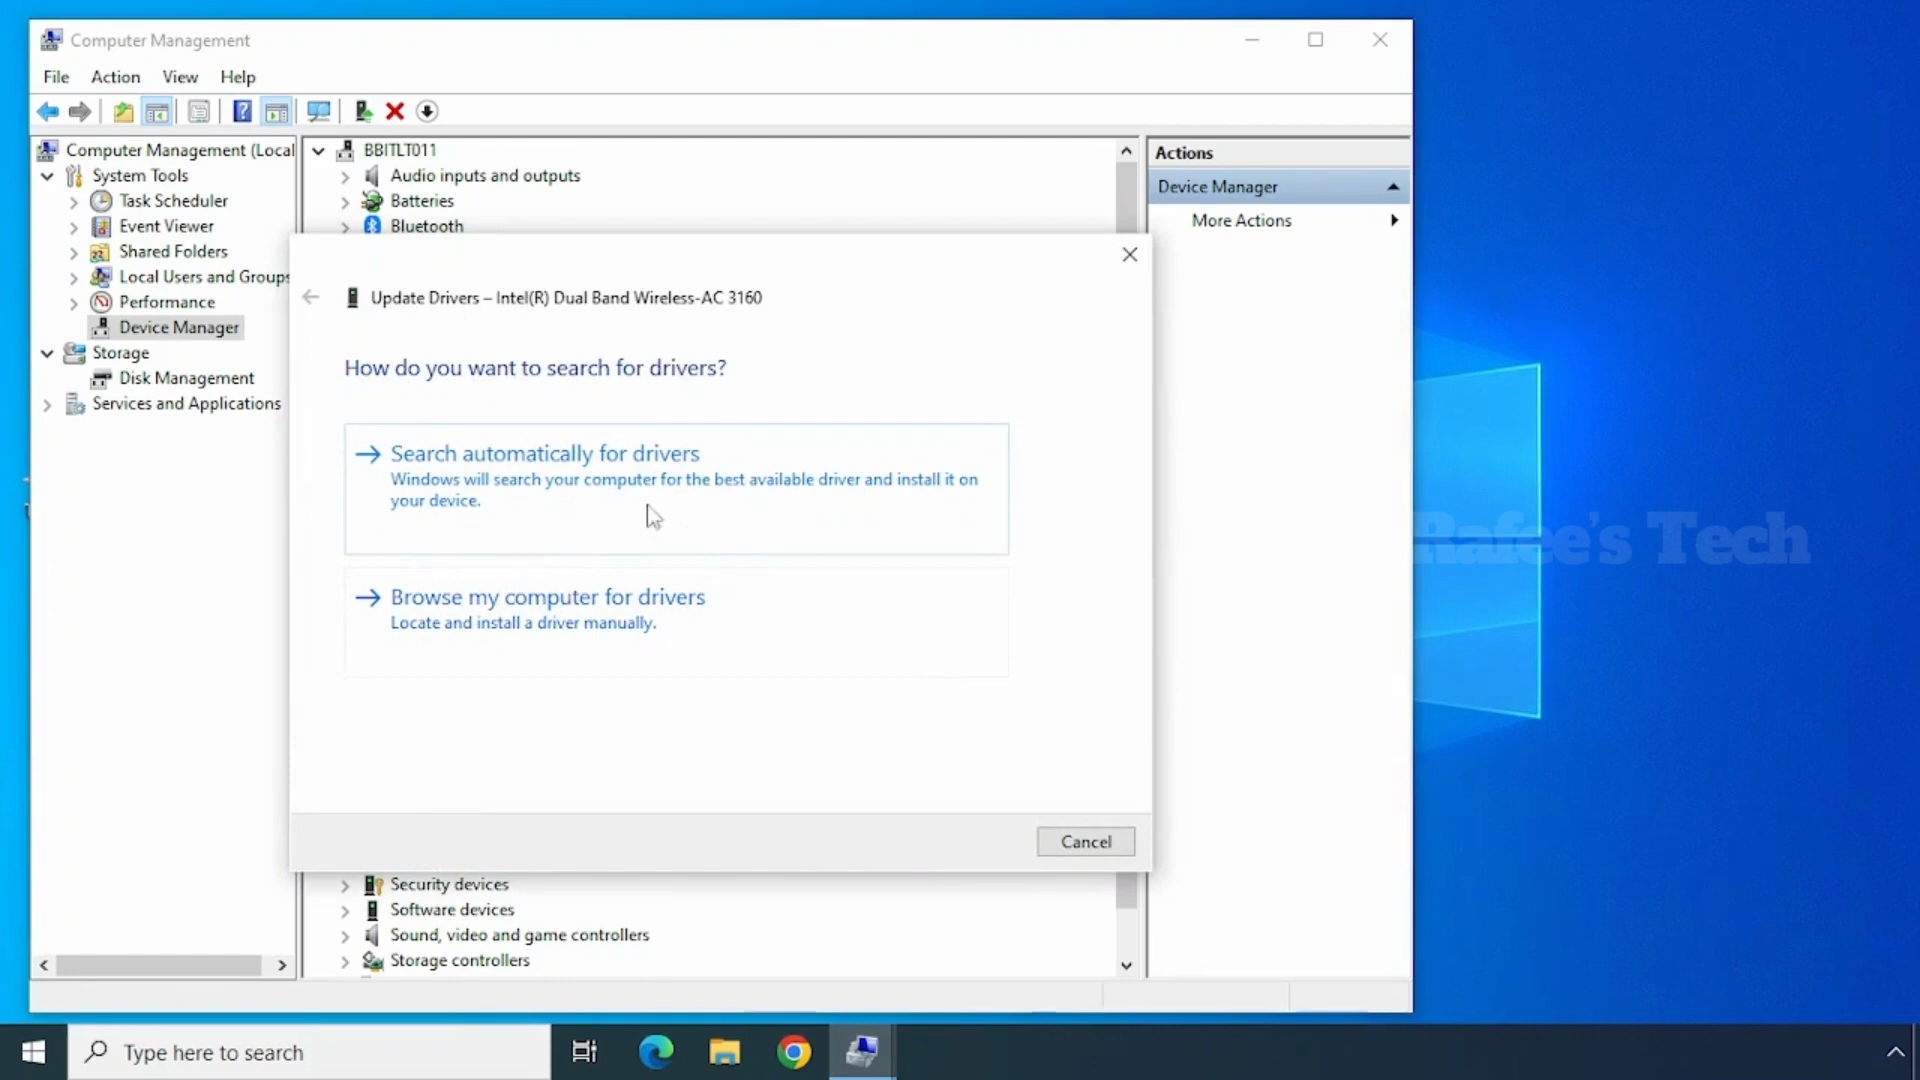 Computer Management
File Action View Help
Computer Management (Local
System Tools
Task Scheduler
Event Viewer
Shared Folders
Local Users and Groups
Performance
Device Manager
Storage
Disk Management
Services and Applications
BBITLT011
Audio inputs and outputs
Batteries
Bluetooth
Update Drivers – Intel(R) Dual Band Wireless-AC 3160
How do you want to search for drivers?
Search automatically for drivers
Windows will search your computer for the best available driver and install it on
your device.
Browse my computer for drivers
Locate and install a driver manually.
Cancel
Security devices
Software devices
Sound, video and game controllers
Storage controllers
Actions
Device Manager
More Actions
Rafee's Tech
Type here to search